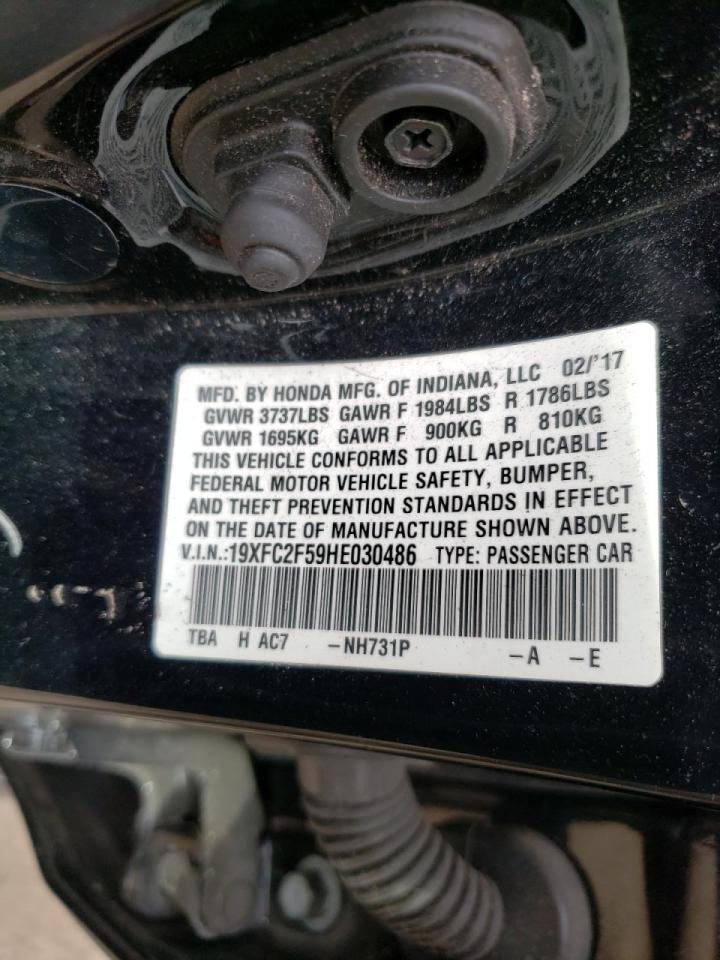 MFD. BY HONDA MFG. OF INDIANA, LLC 02/'17
GVWR 3737LBS GAWR F 1984LBS R 1786LBS
GVWR 1695KG GAWR F 900KG R 810KG
THIS VEHICLE CONFORMS TO ALL APPLICABLE
FEDERAL MOTOR VEHICLE SAFETY, BUMPER,
AND THEFT PREVENTION STANDARDS IN EFFECT
ON THE DATE OF MANUFACTURE SHOWN ABOVE.
V.I.N.:19XFC2F59HE030486 TYPE: PASSENGER CAR
TBA H AC7 -NH731P -A -E